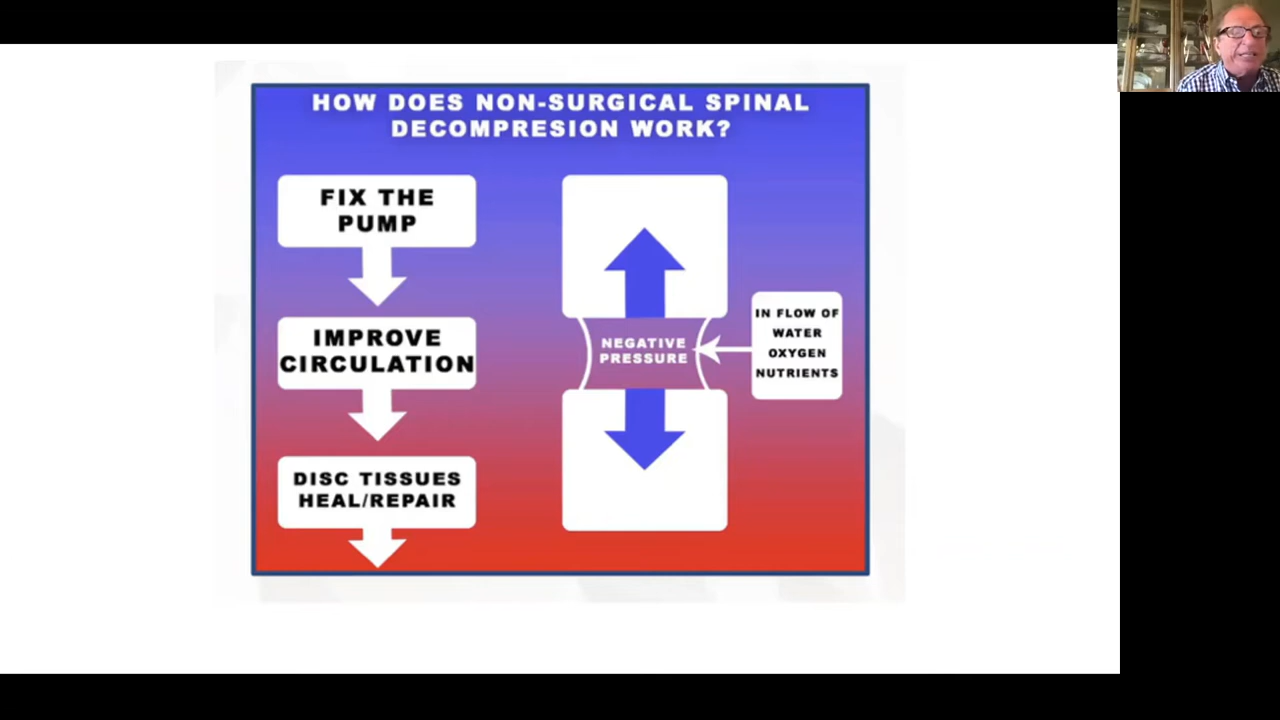 HOW DOES NON-SURGICAL SPINAL
DECOMPRESION WORK?
FIX THE
PUMP
IMPROVE
CIRCULATION
DISC TISSUES
HEAL/REPAIR
NEGATIVE
PRESSURE
IN FLOW OF
WATER
OXYGEN
NUTRIENTS